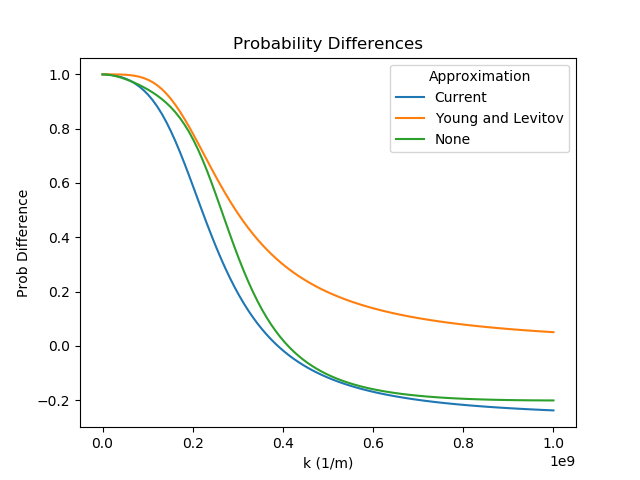 Probability Differences
Approximation
Current
Young and Levitov
None
Prob Difference
1.0
0.8
0.6
0.4
0.2
0.0
−0.2
0.0
0.2
0.4
0.6
0.8
1.0
1e9
k (1/m)